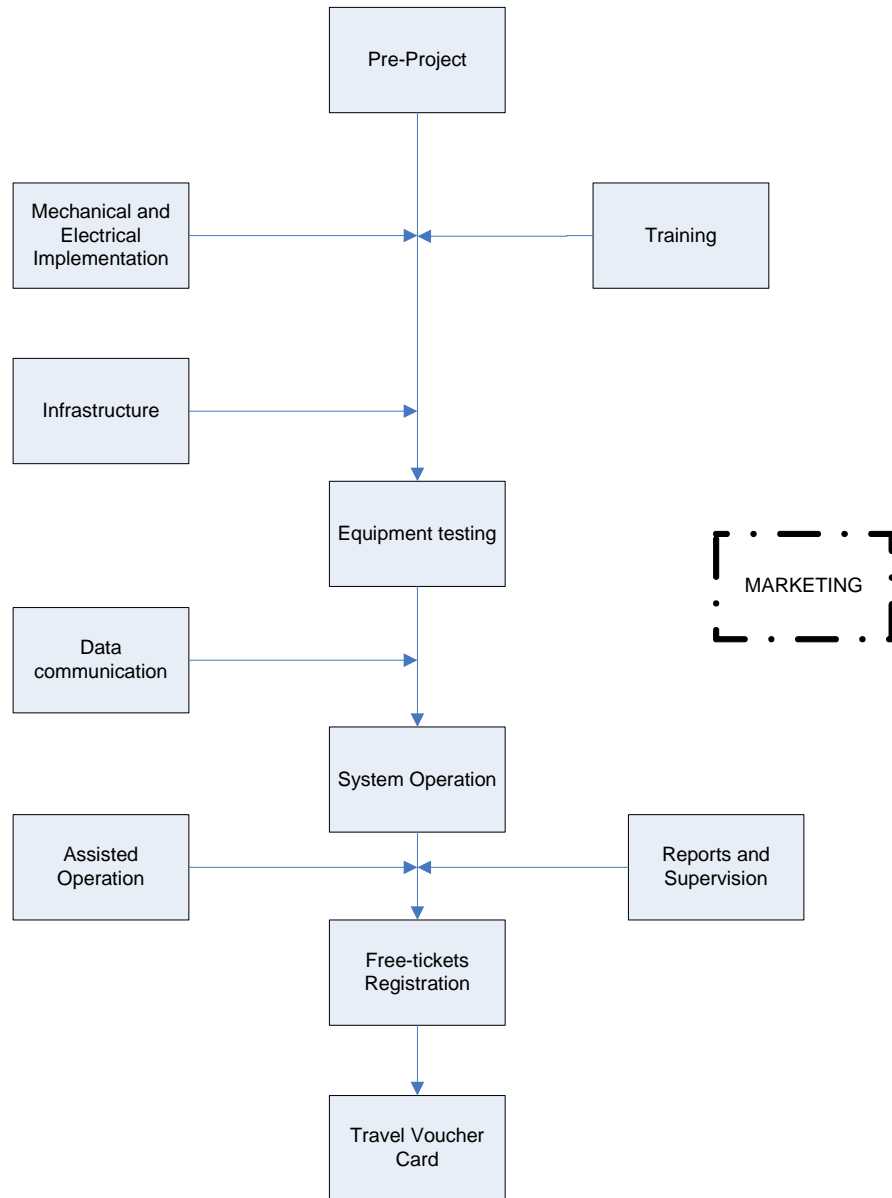 Pre-Project
Mechanical and
Electrical
Implementation
Training
Infrastructure
Equipment testing
MARKETING
Data
communication
System Operation
Assisted
Operation
Reports and
Supervision
Free-tickets
Registration
Travel Voucher
Card